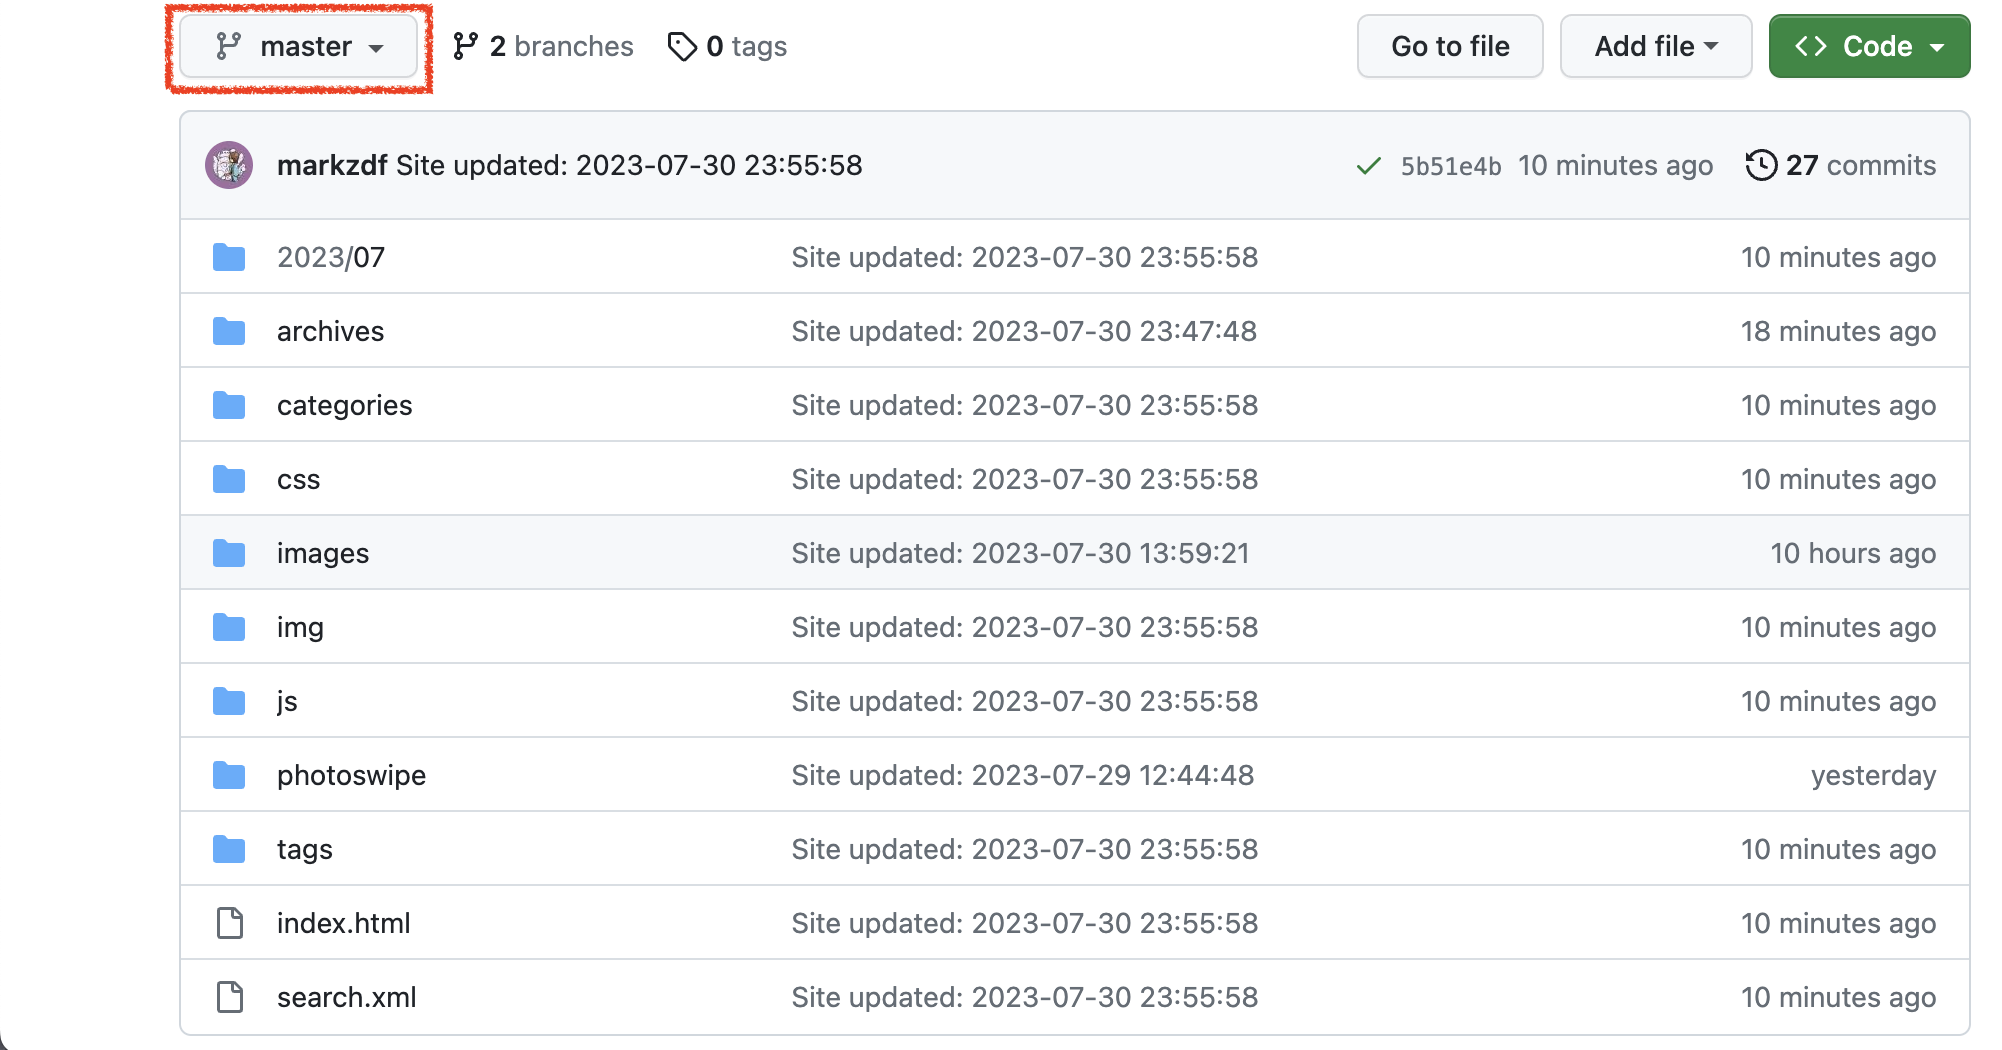 master 2 branches 0 tags Go to file Add file Code
markzdf Site updated: 2023-07-30 23:55:58 5b51e4b 10 minutes ago 27 commits
2023/07 Site updated: 2023-07-30 23:55:58 10 minutes ago
archives Site updated: 2023-07-30 23:47:48 18 minutes ago
categories Site updated: 2023-07-30 23:55:58 10 minutes ago
css Site updated: 2023-07-30 23:55:58 10 minutes ago
images Site updated: 2023-07-30 13:59:21 10 hours ago
img Site updated: 2023-07-30 23:55:58 10 minutes ago
js Site updated: 2023-07-30 23:55:58 10 minutes ago
photoswipe Site updated: 2023-07-29 12:44:48 yesterday
tags Site updated: 2023-07-30 23:55:58 10 minutes ago
index.html Site updated: 2023-07-30 23:55:58 10 minutes ago
search.xml Site updated: 2023-07-30 23:55:58 10 minutes ago